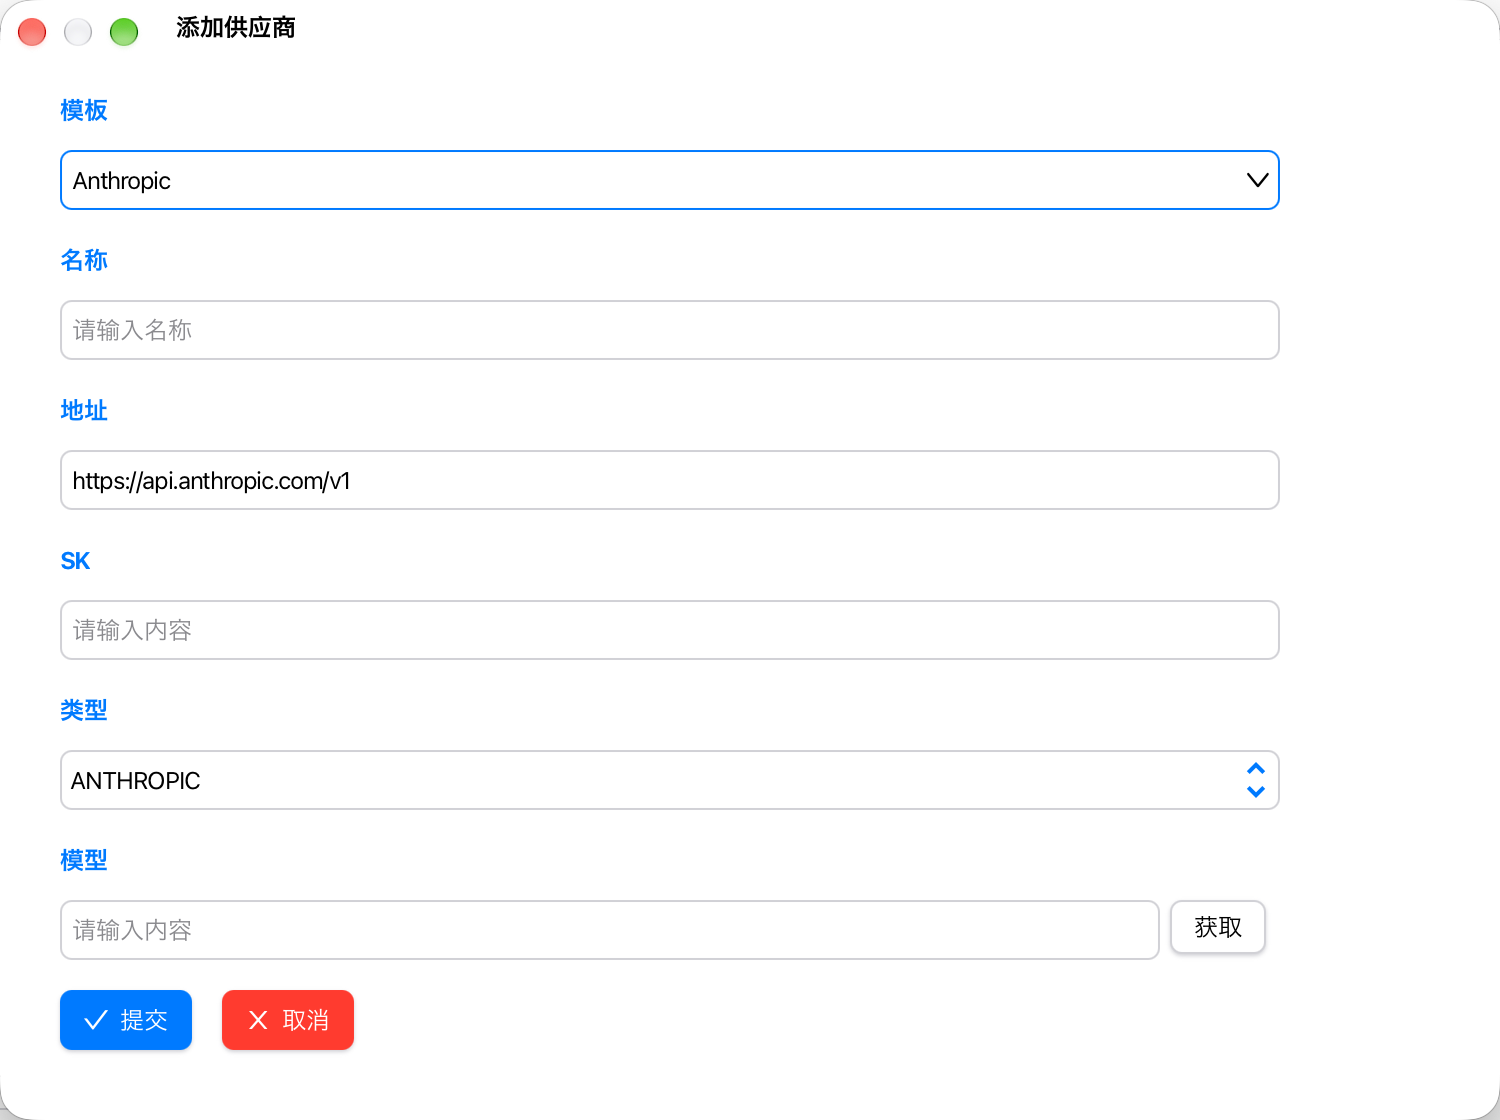 添加供应商
模板
Anthropic
名称
请输入名称
地址
https://api.anthropic.com/v1
SK
请输入内容
类型
ANTHROPIC
模型
请输入内容
获取
提交
取消